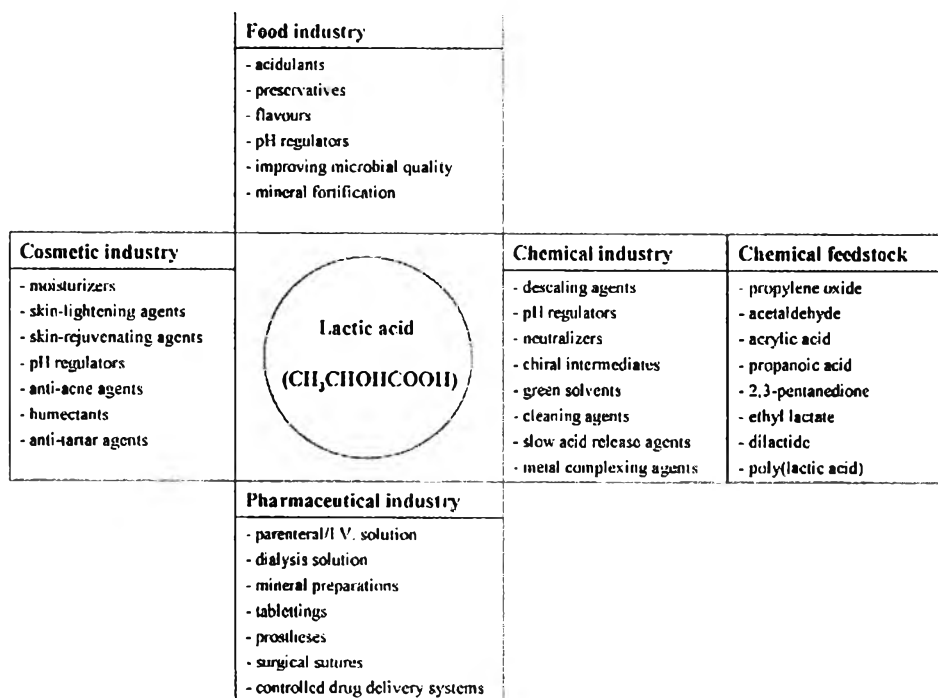 Food industry
- acidulants
- preservatives
- flavours
- pH regulators
- improving microbial quality
- mineral fortification
Cosmetic industry
- moisturizers
- skin-lightening agents
- skin-rejuvenating agents
- pH regulators
- anti-acne agents
- humectants
- anti-tartar agents
Lactic acid
(CH₃CHOHCOOH)
Chemical industry
- descaling agents
- pH regulators
- neutralizers
- chiral intermediates
- green solvents
- cleaning agents
- slow acid release agents
- metal complexing agents
Chemical feedstock
- propylene oxide
- acetaldehyde
- acrylic acid
- propanoic acid
- 2,3-pentanedione
- ethyl lactate
- dilactide
- poly(lactic acid)
Pharmaceutical industry
- parenteral/I.V. solution
- dialysis solution
- mineral preparations
- tablettings
- prostheses
- surgical sutures
- controlled drug delivery systems